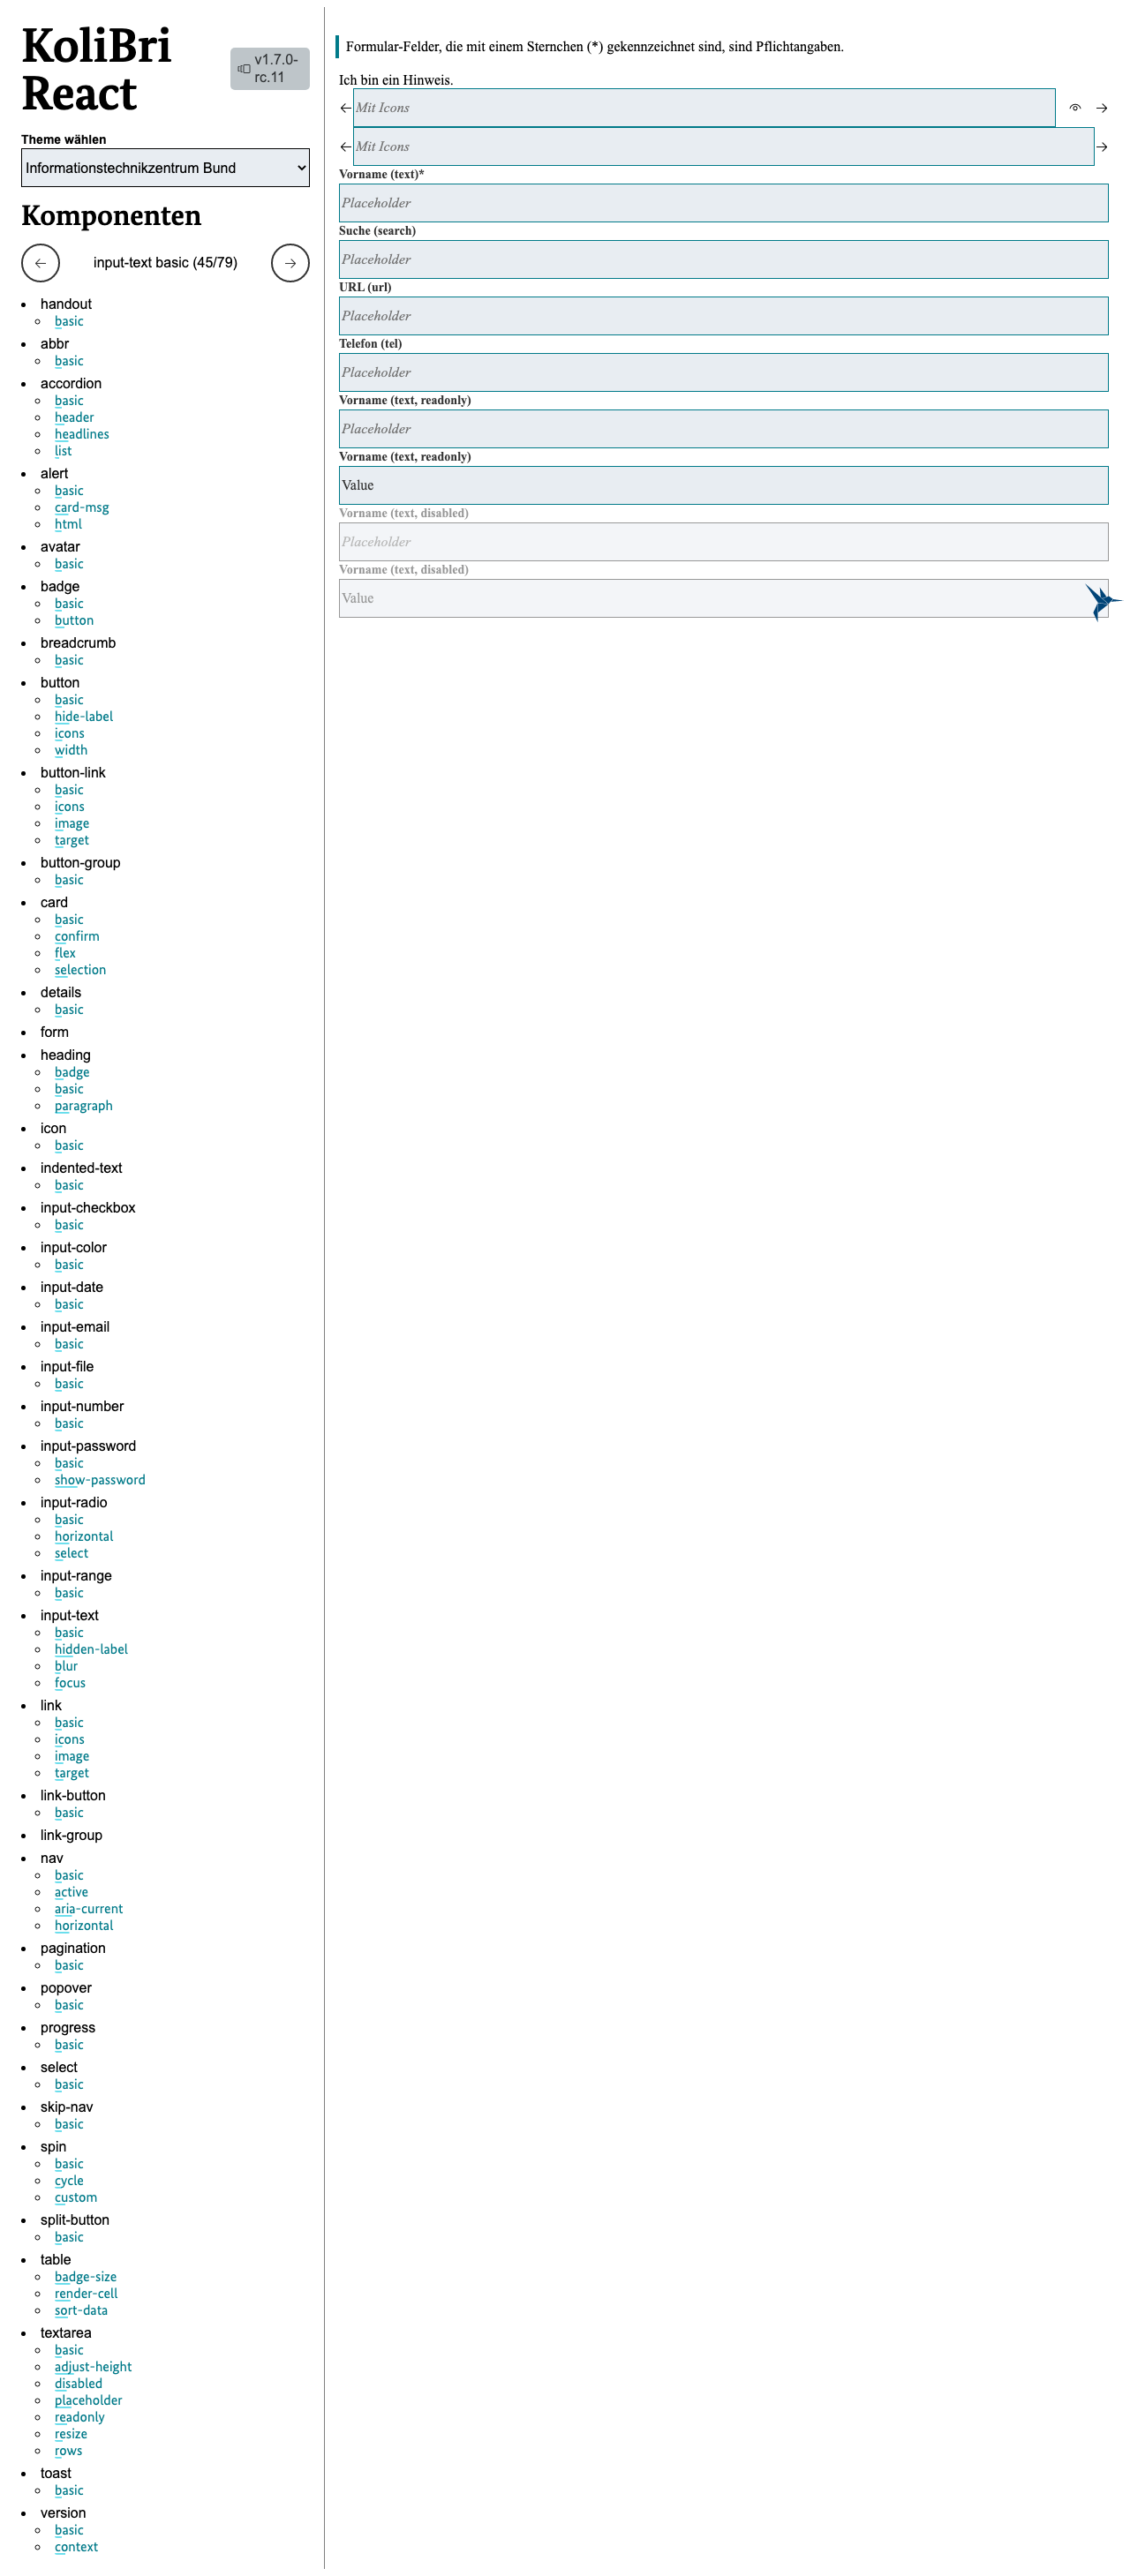 KoliBri
React
v1.7.0-
rc.11
Theme wählen
Informationstechnikzentrum Bund
Komponenten
input-text basic (45/79)
handout
basic
abbr
basic
accordion
basic
header
headlines
list
alert
basic
card-msg
html
avatar
basic
badge
basic
button
breadcrumb
basic
button
basic
hide-label
icons
width
button-link
basic
icons
image
target
button-group
basic
card
basic
confirm
flex
selection
details
basic
form
heading
badge
basic
paragraph
icon
basic
indented-text
basic
input-checkbox
basic
input-color
basic
input-date
basic
input-email
basic
input-file
basic
input-number
basic
input-password
basic
show-password
input-radio
basic
horizontal
select
input-range
basic
input-text
basic
hidden-label
blur
focus
link
basic
icons
image
target
link-button
basic
link-group
nav
basic
active
aria-current
horizontal
pagination
basic
popover
basic
progress
basic
select
basic
skip-nav
basic
spin
basic
cycle
custom
split-button
basic
table
badge-size
render-cell
sort-data
textarea
basic
adjust-height
disabled
placeholder
readonly
resize
rows
toast
basic
version
basic
context
Formular-Felder, die mit einem Sternchen (*) gekennzeichnet sind, sind Pflichtangaben.
Ich bin ein Hinweis.
Mit Icons
Mit Icons
Vorname (text)*
Placeholder
Suche (search)
Placeholder
URL (url)
Placeholder
Telefon (tel)
Placeholder
Vorname (text, readonly)
Placeholder
Vorname (text, readonly)
Value
Vorname (text, disabled)
Placeholder
Vorname (text, disabled)
Value